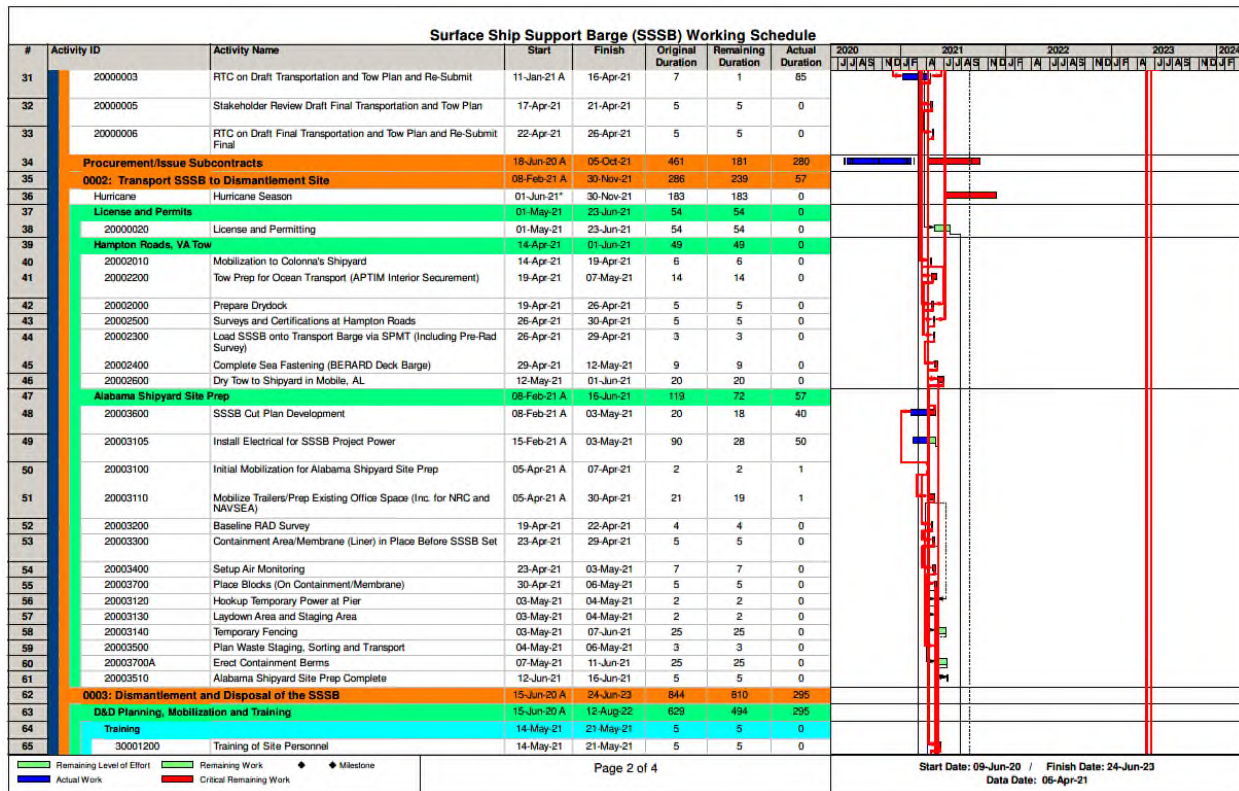 Surface Ship Support Barge (SSSB) Working Schedule
# Activity ID Activity Name Start Finish Original Duration Remaining Duration Actual Duration 2020 2021 2022 2023 2024
J J A S N D J F A J J A S N D J F A J J A S N D J F A J J A S N D J F
31 20000003 RTC on Draft Transportation and Tow Plan and Re-Submit 11-Jan-21 A 16-Apr-21 7 1 85
32 20000005 Stakeholder Review Draft Final Transportation and Tow Plan 17-Apr-21 21-Apr-21 5 5 0
33 20000006 RTC on Draft Final Transportation and Tow Plan and Re-Submit Final 22-Apr-21 26-Apr-21 5 5 0
34 Procurement/Issue Subcontracts 18-Jun-20 A 05-Oct-21 461 181 280
35 0002: Transport SSSB to Dismantlement Site 08-Feb-21 A 30-Nov-21 286 239 57
36 Hurricane Hurricane Season 01-Jun-21* 30-Nov-21 183 183 0
37 License and Permits 01-May-21 23-Jun-21 54 54 0
38 20000020 License and Permitting 01-May-21 23-Jun-21 54 54 0
39 Hampton Roads, VA Tow 14-Apr-21 01-Jun-21 49 49 0
40 20002010 Mobilization to Colonna's Shipyard 14-Apr-21 19-Apr-21 6 6 0
41 20002200 Tow Prep for Ocean Transport (APTIM Interior Securement) 19-Apr-21 07-May-21 14 14 0
42 20002000 Prepare Drydock 19-Apr-21 26-Apr-21 5 5 0
43 20002500 Surveys and Certifications at Hampton Roads 26-Apr-21 30-Apr-21 5 5 0
44 20002300 Load SSSB onto Transport Barge via SPMT (Including Pre-Rad Survey) 26-Apr-21 29-Apr-21 3 3 0
45 20002400 Complete Sea Fastening (BERARD Deck Barge) 29-Apr-21 12-May-21 9 9 0
46 20002600 Dry Tow to Shipyard in Mobile, AL 12-May-21 01-Jun-21 20 20 0
47 Alabama Shipyard Site Prep 08-Feb-21 A 16-Jun-21 119 72 57
48 20003600 SSSB Cut Plan Development 08-Feb-21 A 03-May-21 20 18 40
49 20003105 Install Electrical for SSSB Project Power 15-Feb-21 A 03-May-21 90 28 50
50 20003100 Initial Mobilization for Alabama Shipyard Site Prep 05-Apr-21 A 07-Apr-21 2 2 1
51 20003110 Mobilize Trailers/Prep Existing Office Space (Inc. for NRC and NAVSEA) 05-Apr-21 A 30-Apr-21 21 19 1
52 20003200 Baseline RAD Survey 19-Apr-21 22-Apr-21 4 4 0
53 20003300 Containment Area/Membrane (Liner) in Place Before SSSB Set 23-Apr-21 29-Apr-21 5 5 0
54 20003400 Setup Air Monitoring 23-Apr-21 03-May-21 7 7 0
55 20003700 Place Blocks (On Containment/Membrane) 30-Apr-21 06-May-21 5 5 0
56 20003120 Hookup Temporary Power at Pier 03-May-21 04-May-21 2 2 0
57 20003130 Laydown Area and Staging Area 03-May-21 04-May-21 2 2 0
58 20003140 Temporary Fencing 03-May-21 07-Jun-21 25 25 0
59 20003500 Plan Waste Staging, Sorting and Transport 04-May-21 06-May-21 3 3 0
60 20003700A Erect Containment Berms 07-May-21 11-Jun-21 25 25 0
61 20003510 Alabama Shipyard Site Prep Complete 12-Jun-21 16-Jun-21 5 5 0
62 0003: Dismantlement and Disposal of the SSSB 15-Jun-20 A 24-Jun-23 844 810 295
63 D&D Planning, Mobilization and Training 15-Jun-20 A 12-Aug-22 629 494 295
64 Training 14-May-21 21-May-21 5 5 0
65 30001200 Training of Site Personnel 14-May-21 21-May-21 5 5 0
Remaining Level of Effort Remaining Work Milestone
Actual Work Critical Remaining Work
Page 2 of 4
Start Date: 09-Jun-20 / Finish Date: 24-Jun-23
Data Date: 06-Apr-21